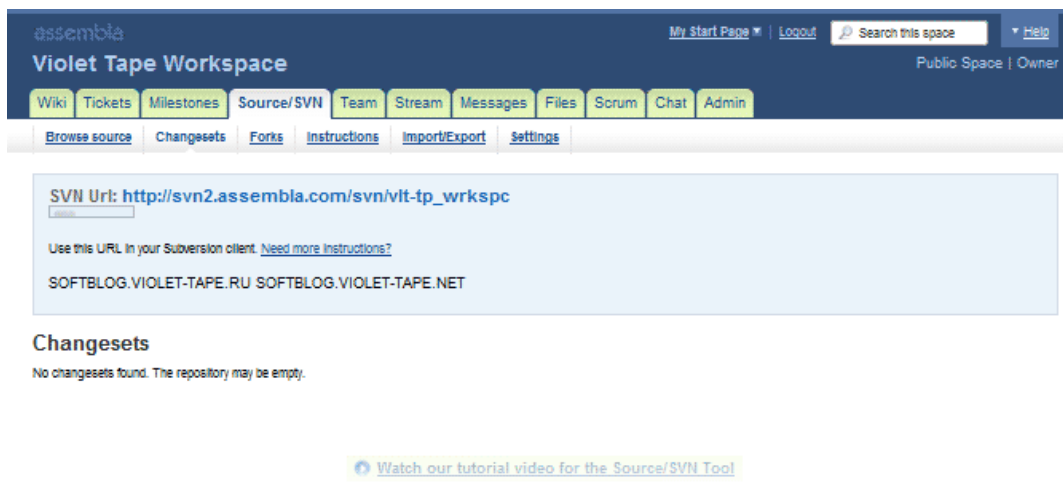 assembla
My Start Page | Logout Search this space Help
Violet Tape Workspace
Public Space | Owner
Wiki Tickets Milestones Source/SVN Team Stream Messages Files Scrum Chat Admin
Browse source Changesets Forks Instructions Import/Export Settings
SVN Url: http://svn2.assembla.com/svn/vlt-tp_wrkspc
Use this URL in your Subversion client. Need more instructions?
SOFTBLOG.VIOLET-TAPE.RU SOFTBLOG.VIOLET-TAPE.NET
Changesets
No changesets found. The repository may be empty.
Watch our tutorial video for the Source/SVN Tool